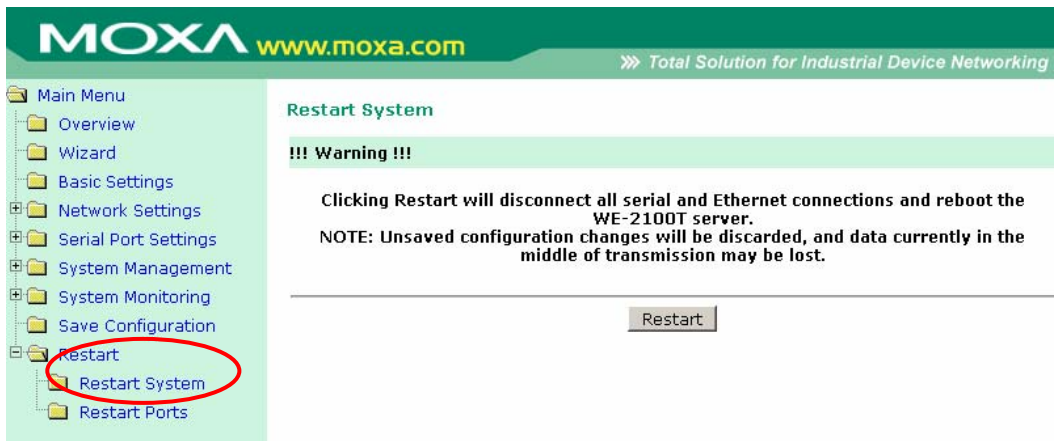 MOXA www.moxa.com
Total Solution for Industrial Device Networking
Main Menu
Overview
Wizard
Basic Settings
Network Settings
Serial Port Settings
System Management
System Monitoring
Save Configuration
Restart
Restart System
Restart Ports
Restart System
!!! Warning !!!
Clicking Restart will disconnect all serial and Ethernet connections and reboot the
WE-2100T server.
NOTE: Unsaved configuration changes will be discarded, and data currently in the
middle of transmission may be lost.
Restart